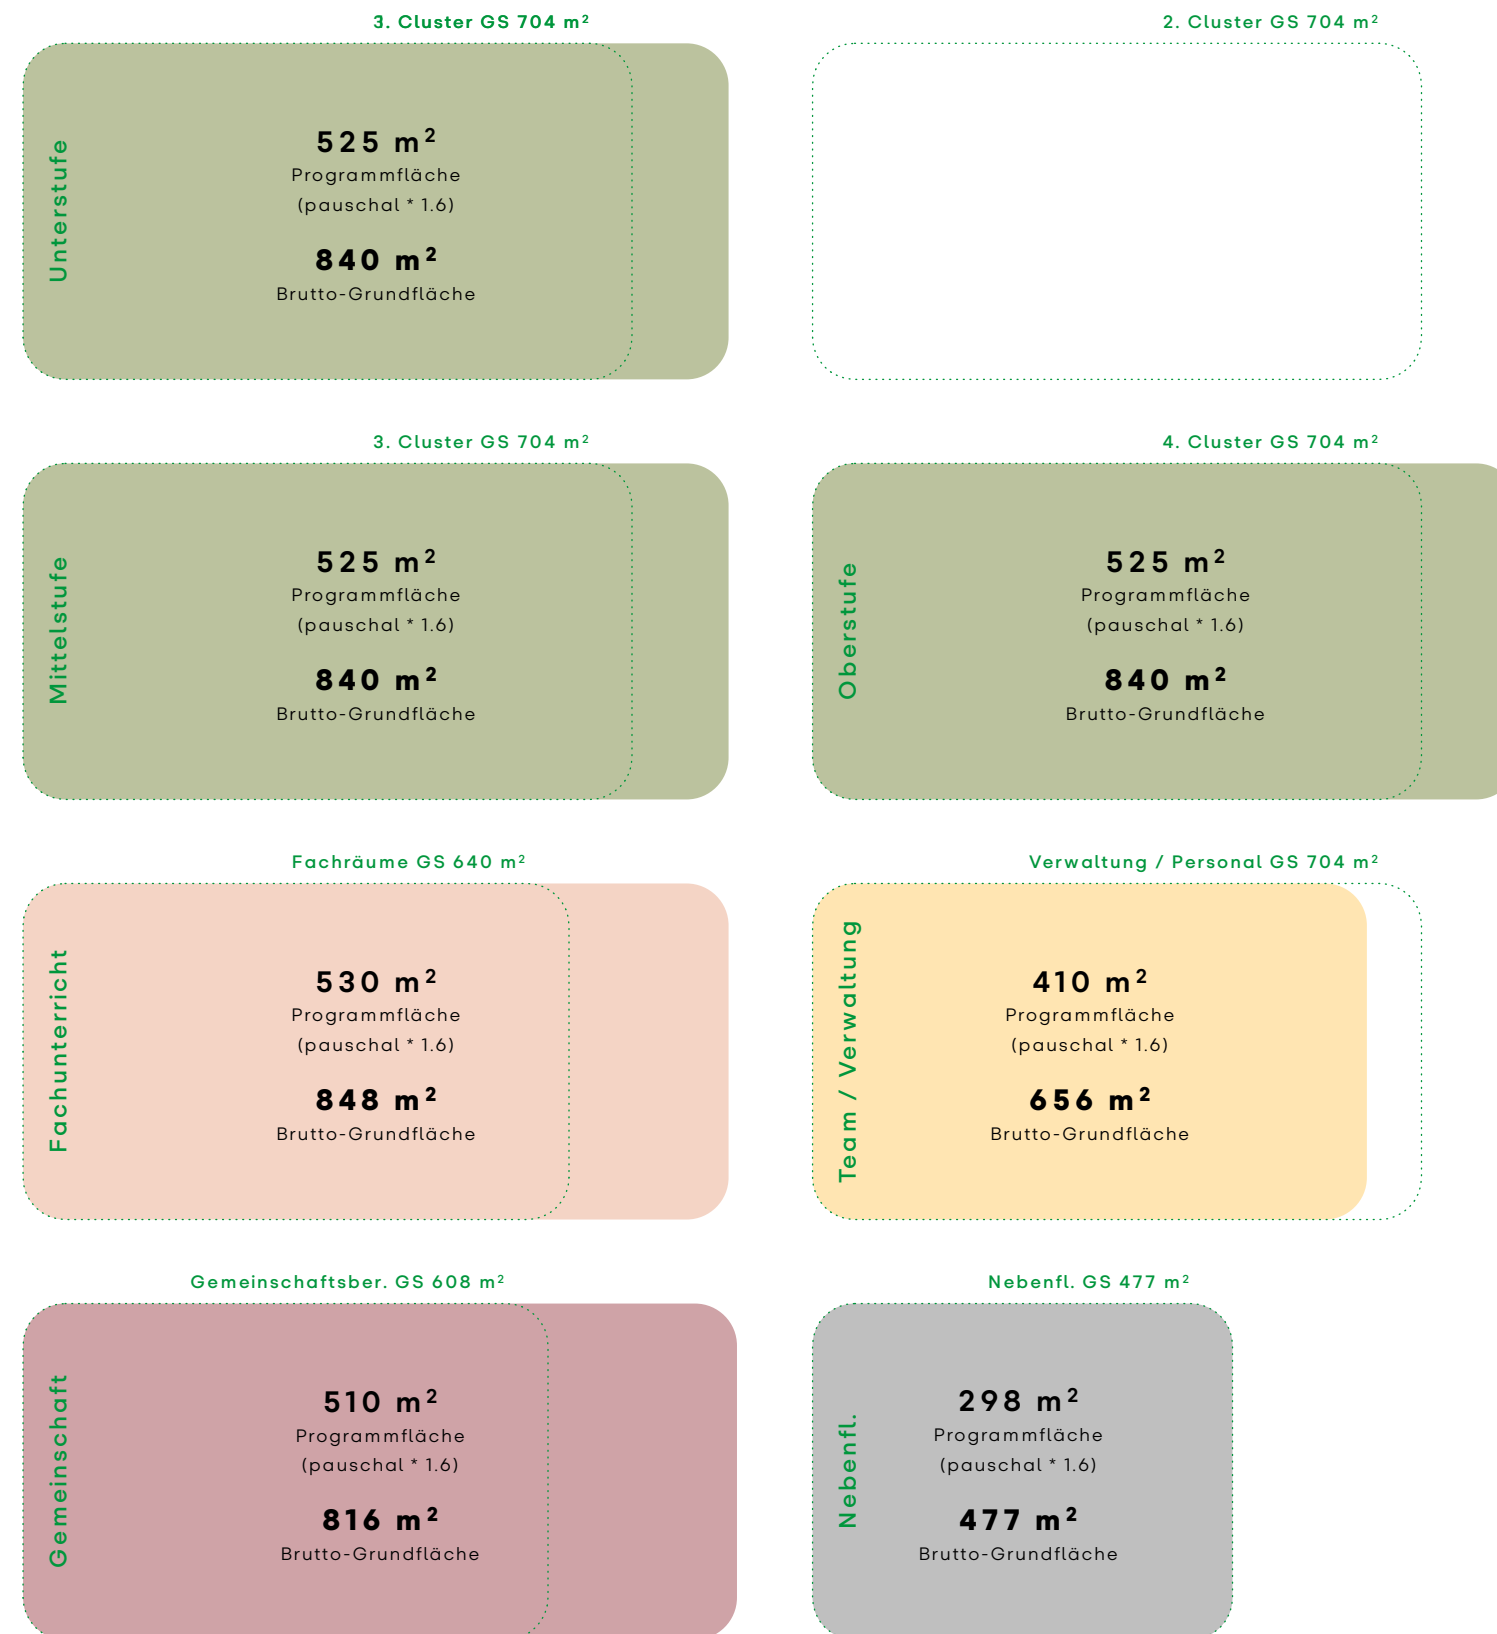 3. Cluster GS 704 m²
Unterstufe
525 m²
Programmfläche
(pauschal * 1.6)
840 m²
Brutto-Grundfläche
2. Cluster GS 704 m²
3. Cluster GS 704 m²
Mittelstufe
525 m²
Programmfläche
(pauschal * 1.6)
840 m²
Brutto-Grundfläche
4. Cluster GS 704 m²
Oberstufe
525 m²
Programmfläche
(pauschal * 1.6)
840 m²
Brutto-Grundfläche
Fachräume GS 640 m²
Fachunterricht
530 m²
Programmfläche
(pauschal * 1.6)
848 m²
Brutto-Grundfläche
Verwaltung / Personal GS 704 m²
Team / Verwaltung
410 m²
Programmfläche
(pauschal * 1.6)
656 m²
Brutto-Grundfläche
Gemeinschaftsber. GS 608 m²
Gemeinschaft
510 m²
Programmfläche
(pauschal * 1.6)
816 m²
Brutto-Grundfläche
Nebenfl. GS 477 m²
Nebenfl.
298 m²
Programmfläche
(pauschal * 1.6)
477 m²
Brutto-Grundfläche